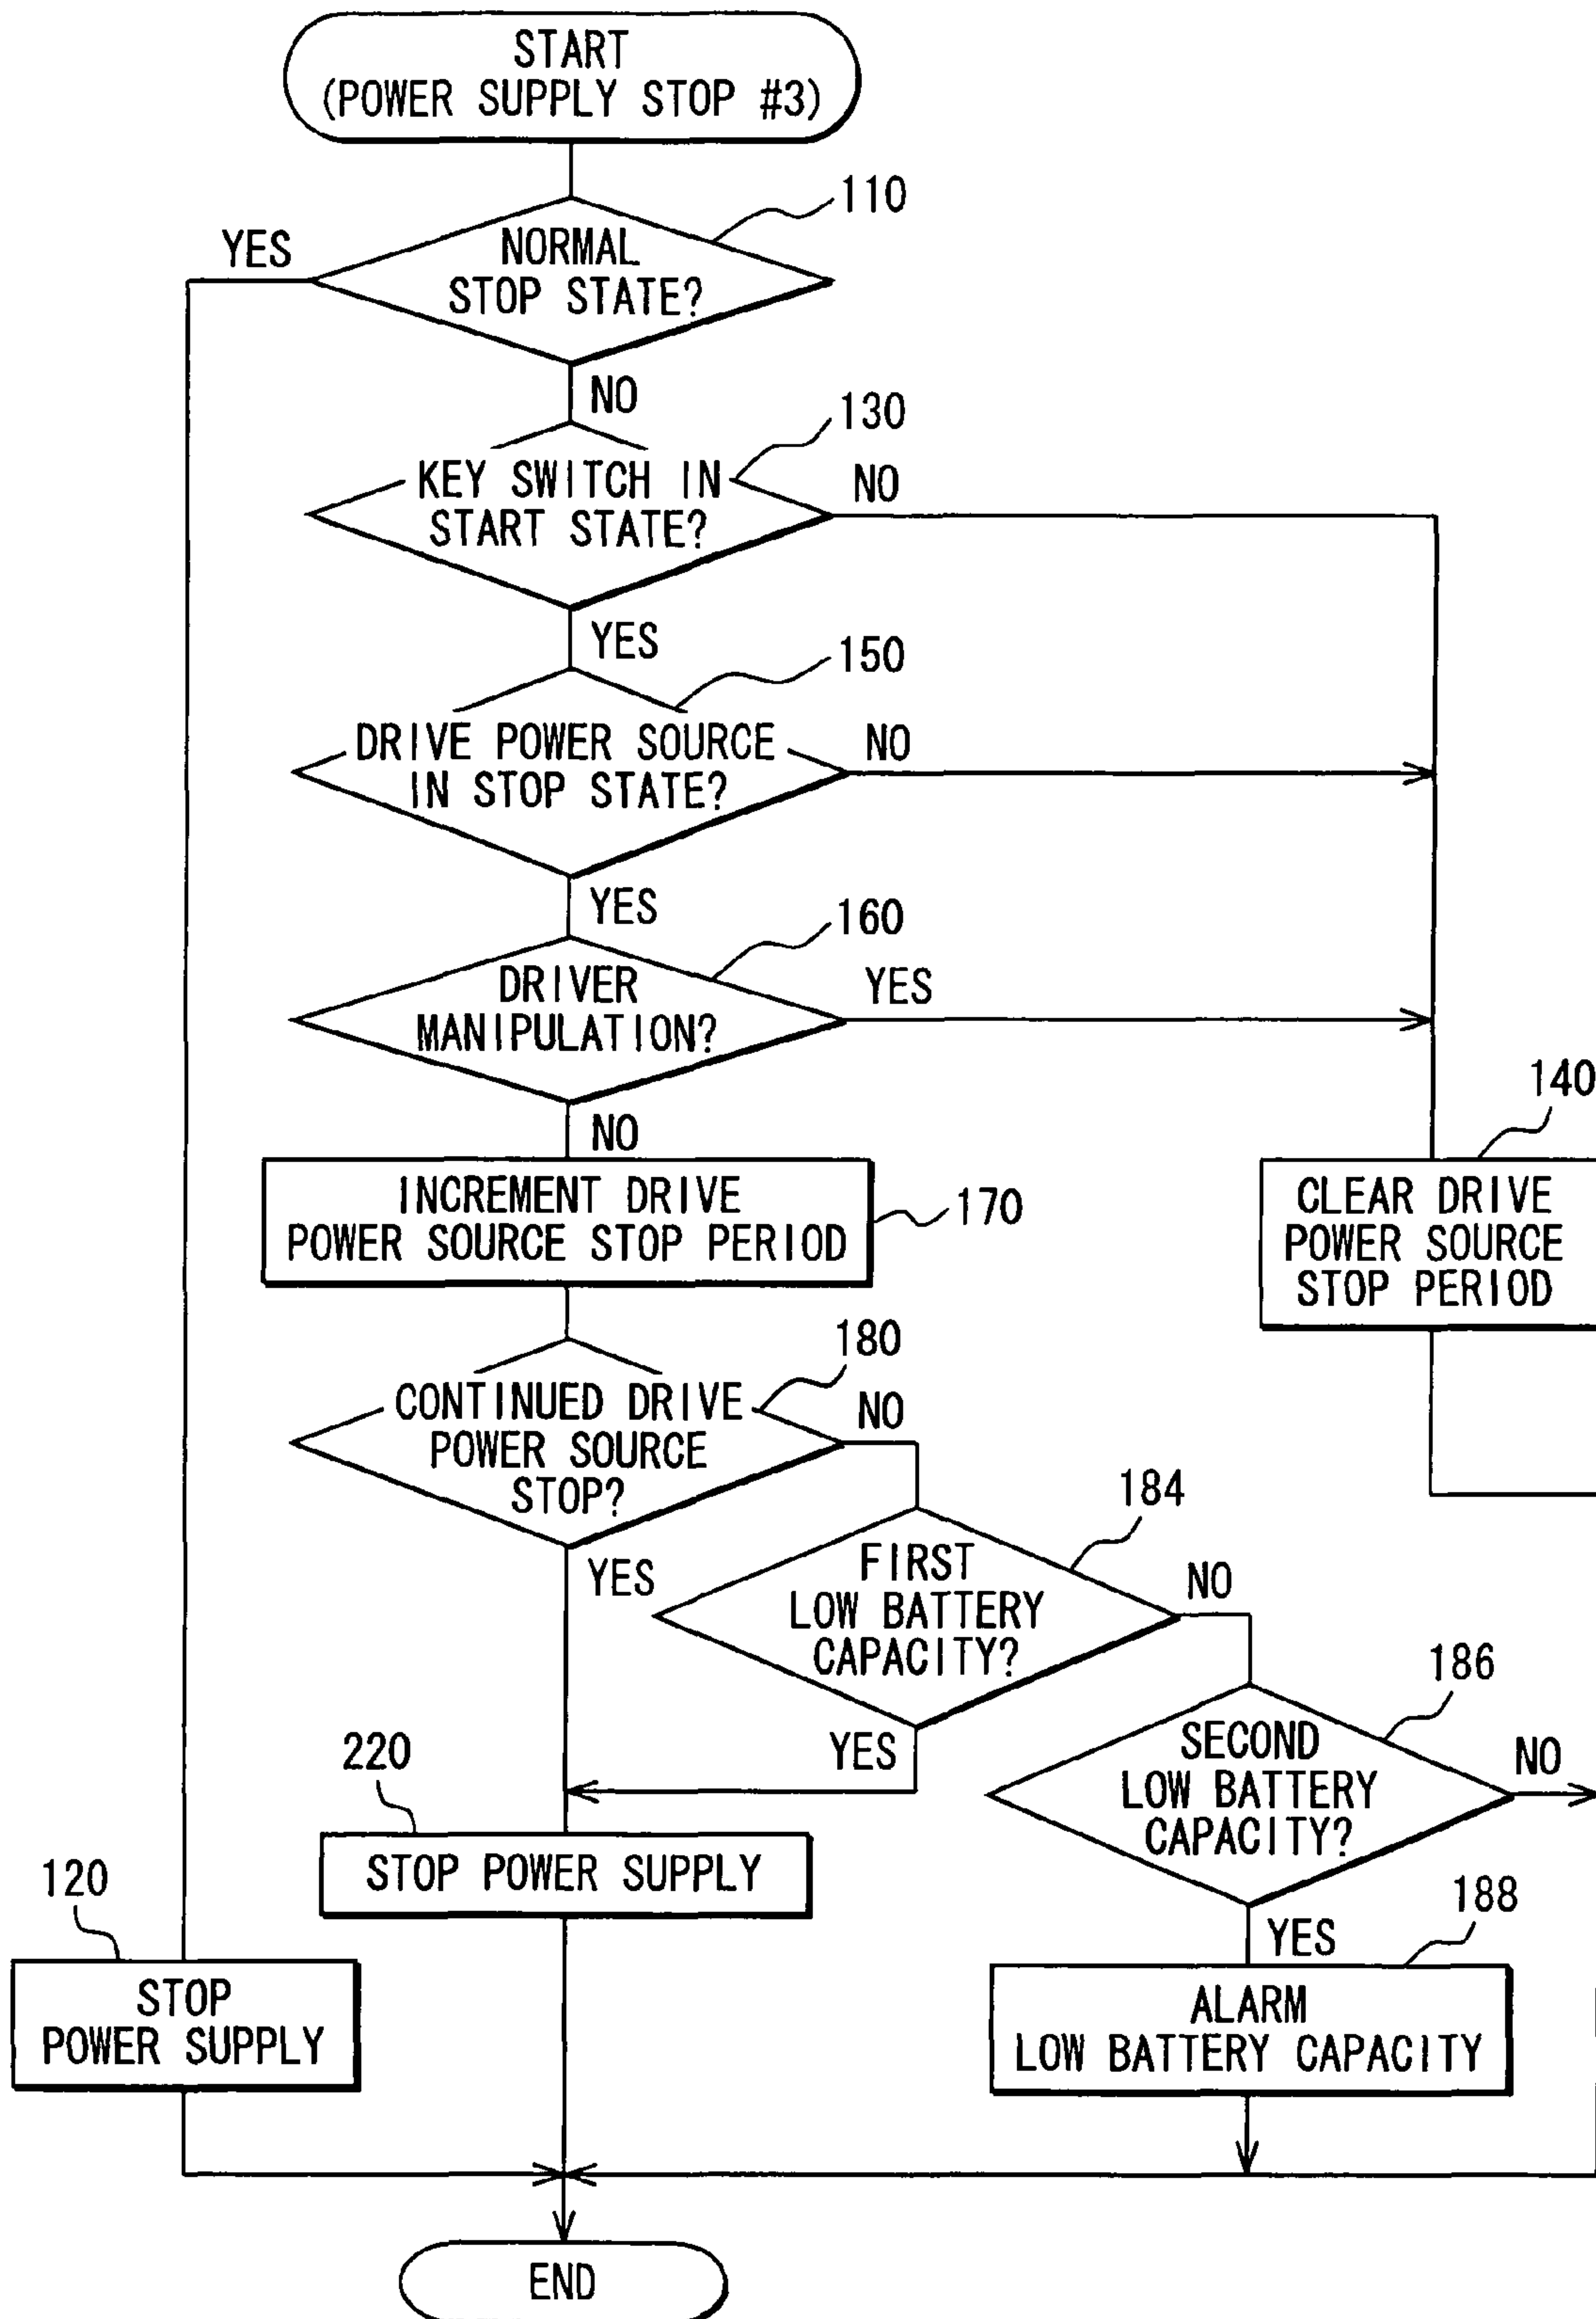 START
(POWER SUPPLY STOP #3)
110
YES
NORMAL
STOP STATE?
NO
130
KEY SWITCH IN
START STATE?
NO
YES
150
DRIVE POWER SOURCE
IN STOP STATE?
NO
YES
160
DRIVER
MANIPULATION?
YES
NO
140
INCREMENT DRIVE
POWER SOURCE STOP PERIOD
170
CLEAR DRIVE
POWER SOURCE
STOP PERIOD
180
CONTINUED DRIVE
POWER SOURCE
STOP?
NO
YES
184
FIRST
LOW BATTERY
CAPACITY?
NO
YES
186
SECOND
LOW BATTERY
CAPACITY?
NO
YES
220
STOP POWER SUPPLY
120
STOP
POWER SUPPLY
188
ALARM
LOW BATTERY CAPACITY
END